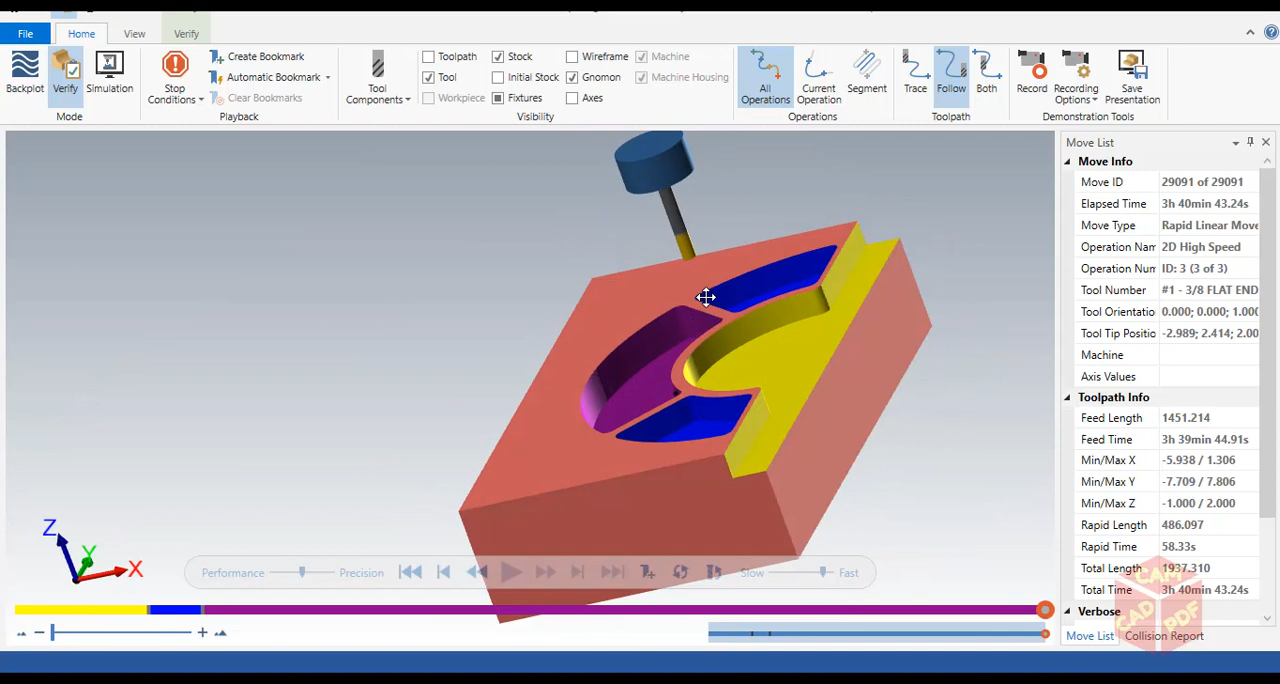 File Home View Verify
Backplot Verify Simulation
Mode
Stop Conditions
Create Bookmark
Automatic Bookmark
Clear Bookmarks
Playback
Tool Components
Toolpath Stock Wireframe Machine
Tool Initial Stock Gnomon Machine Housing
Workpiece Fixtures Axes
Visibility
All Operations Current Operation Segment
Operations
Trace Follow Both
Toolpath
Record Recording Options Save Presentation
Demonstration Tools
Move List
Move Info
Move ID 29091 of 29091
Elapsed Time 3h 40min 43.24s
Move Type Rapid Linear Move
Operation Nam 2D High Speed
Operation Num ID: 3 (3 of 3)
Tool Number #1 - 3/8 FLAT END
Tool Orientatio 0.000; 0.000; 1.000
Tool Tip Positio -2.989; 2.414; 2.00
Machine
Axis Values
Toolpath Info
Feed Length 1451.214
Feed Time 3h 39min 44.91s
Min/Max X -5.938 / 1.306
Min/Max Y -7.709 / 7.806
Min/Max Z -1.000 / 2.000
Rapid Length 486.097
Rapid Time 58.33s
Total Length 1937.310
Total Time 3h 40min 43.24s
Verbose
Move List Collision Report
Z
Y
X
Performance Precision Slow Fast
CAM
CAD PDF